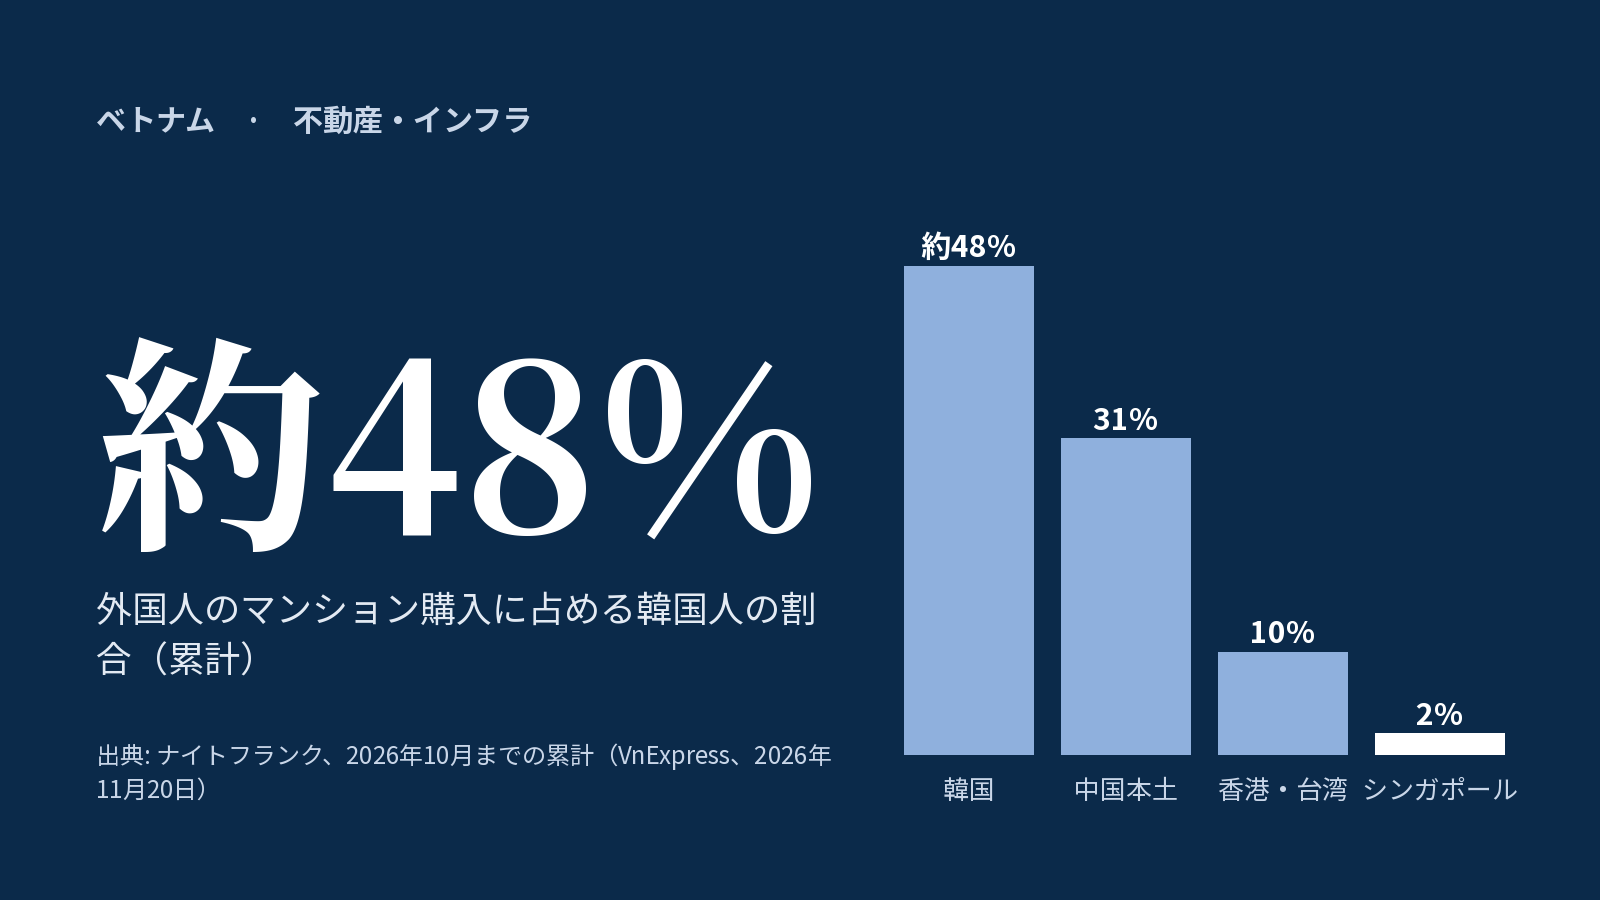 ベトナム · 不動産・インフラ
約48%
外国人のマンション購入に占める韓国人の割
合（累計）
出典: ナイトフランク、2026年10月までの累計（VnExpress、2026年
11月20日）
約48%
31%
10%
2%
韓国 中国本土 香港・台湾 シンガポール